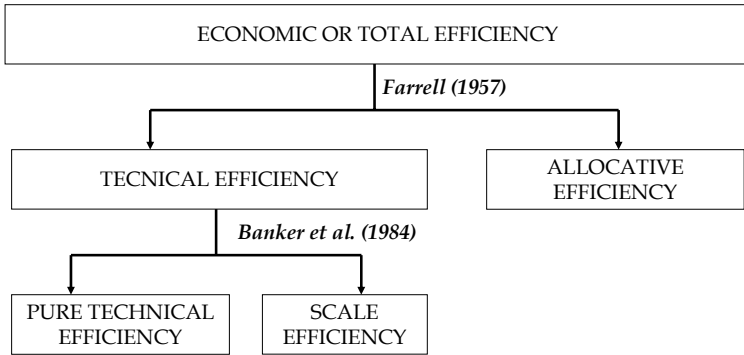 ECONOMIC OR TOTAL EFFICIENCY
Farrell (1957)
TECNICAL EFFICIENCY
ALLOCATIVE
EFFICIENCY
Banker et al. (1984)
PURE TECHNICAL
EFFICIENCY
SCALE
EFFICIENCY